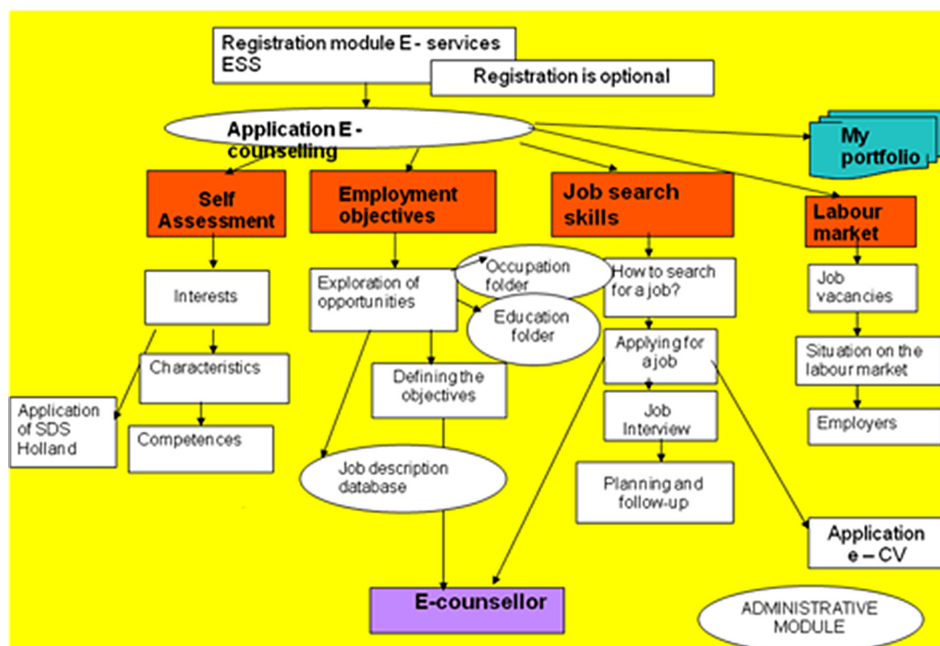 Registration module E - services
ESS
Registration is optional
Application E -
counselling
My
portfolio
Self
Assessment
Employment
objectives
Job search
skills
Labour
market
Interests
Characteristics
Competences
Application
of SDS
Holland
Exploration of
opportunities
Occupation
folder
Education
folder
Defining the
objectives
Job description
database
How to search
for a job?
Applying for
a job
Job
Interview
Planning and
follow-up
Job
vacancies
Situation on the
labour market
Employers
Application
e – CV
E-counsellor
ADMINISTRATIVE
MODULE